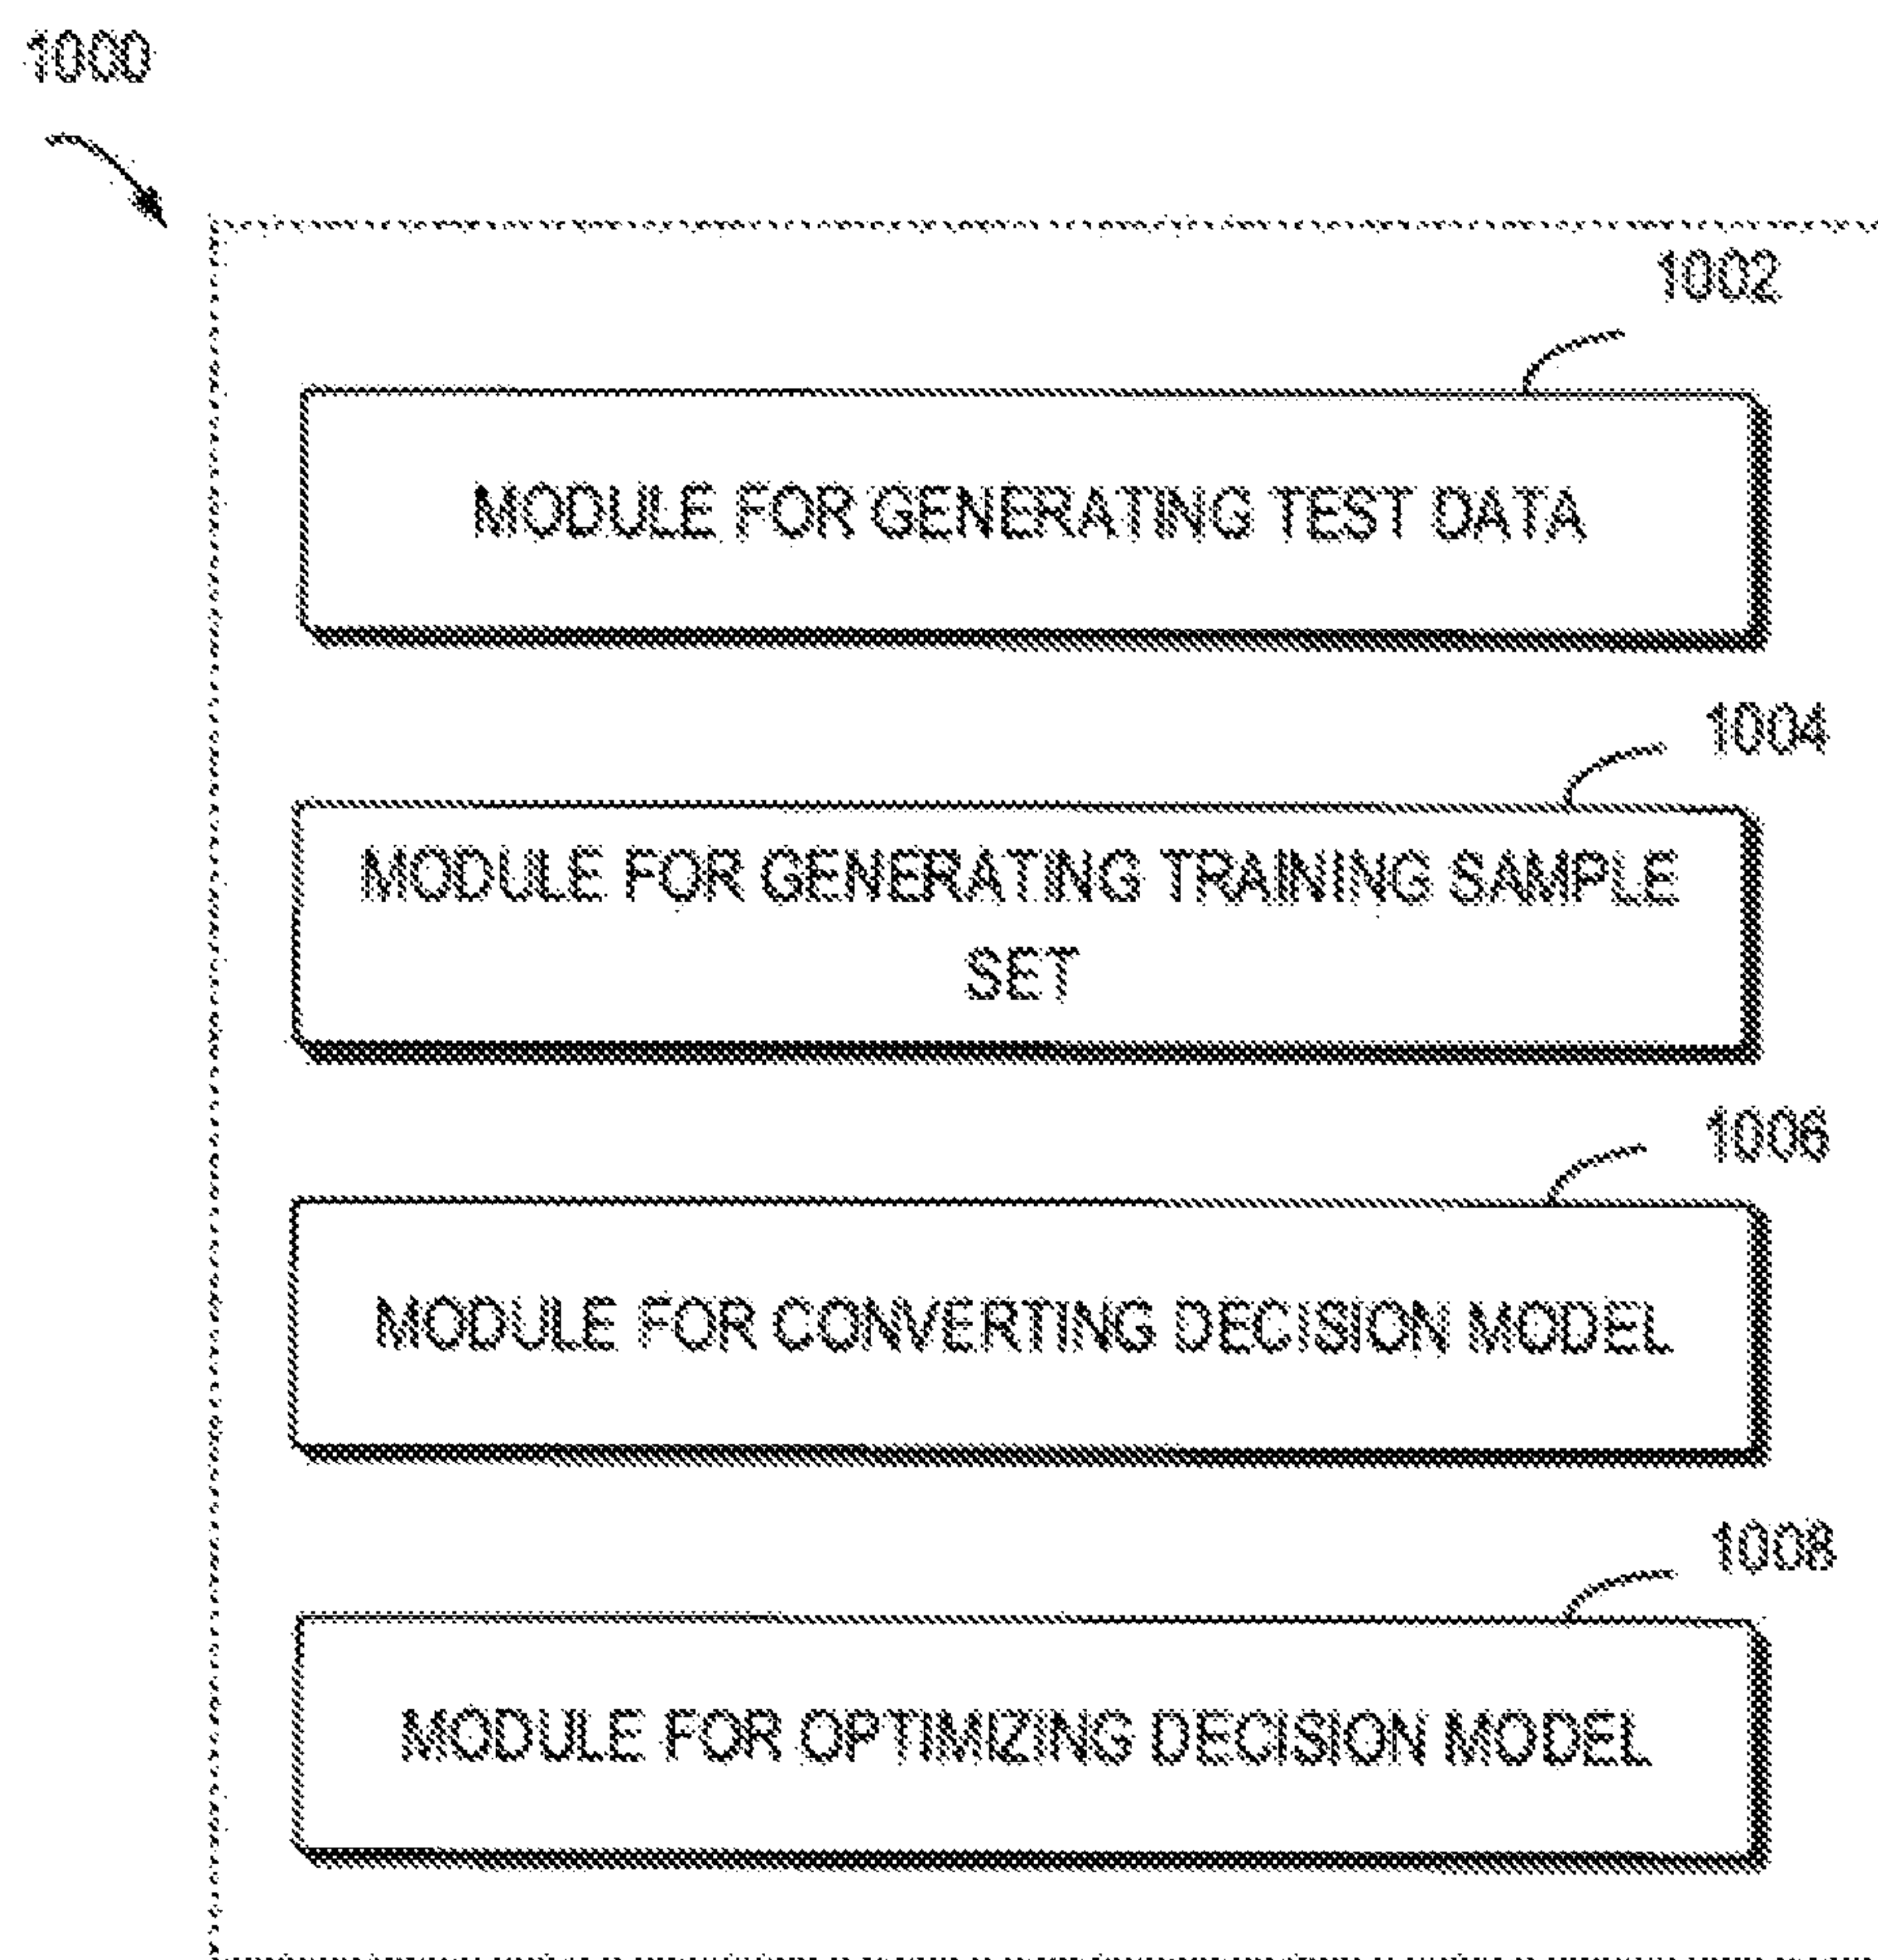 1000
1002
MODULE FOR GENERATING TEST DATA
1004
MODULE FOR GENERATING TRAINING SAMPLE
SET
1006
MODULE FOR CONVERTING DECISION MODEL
1008
MODULE FOR OPTIMIZING DECISION MODEL